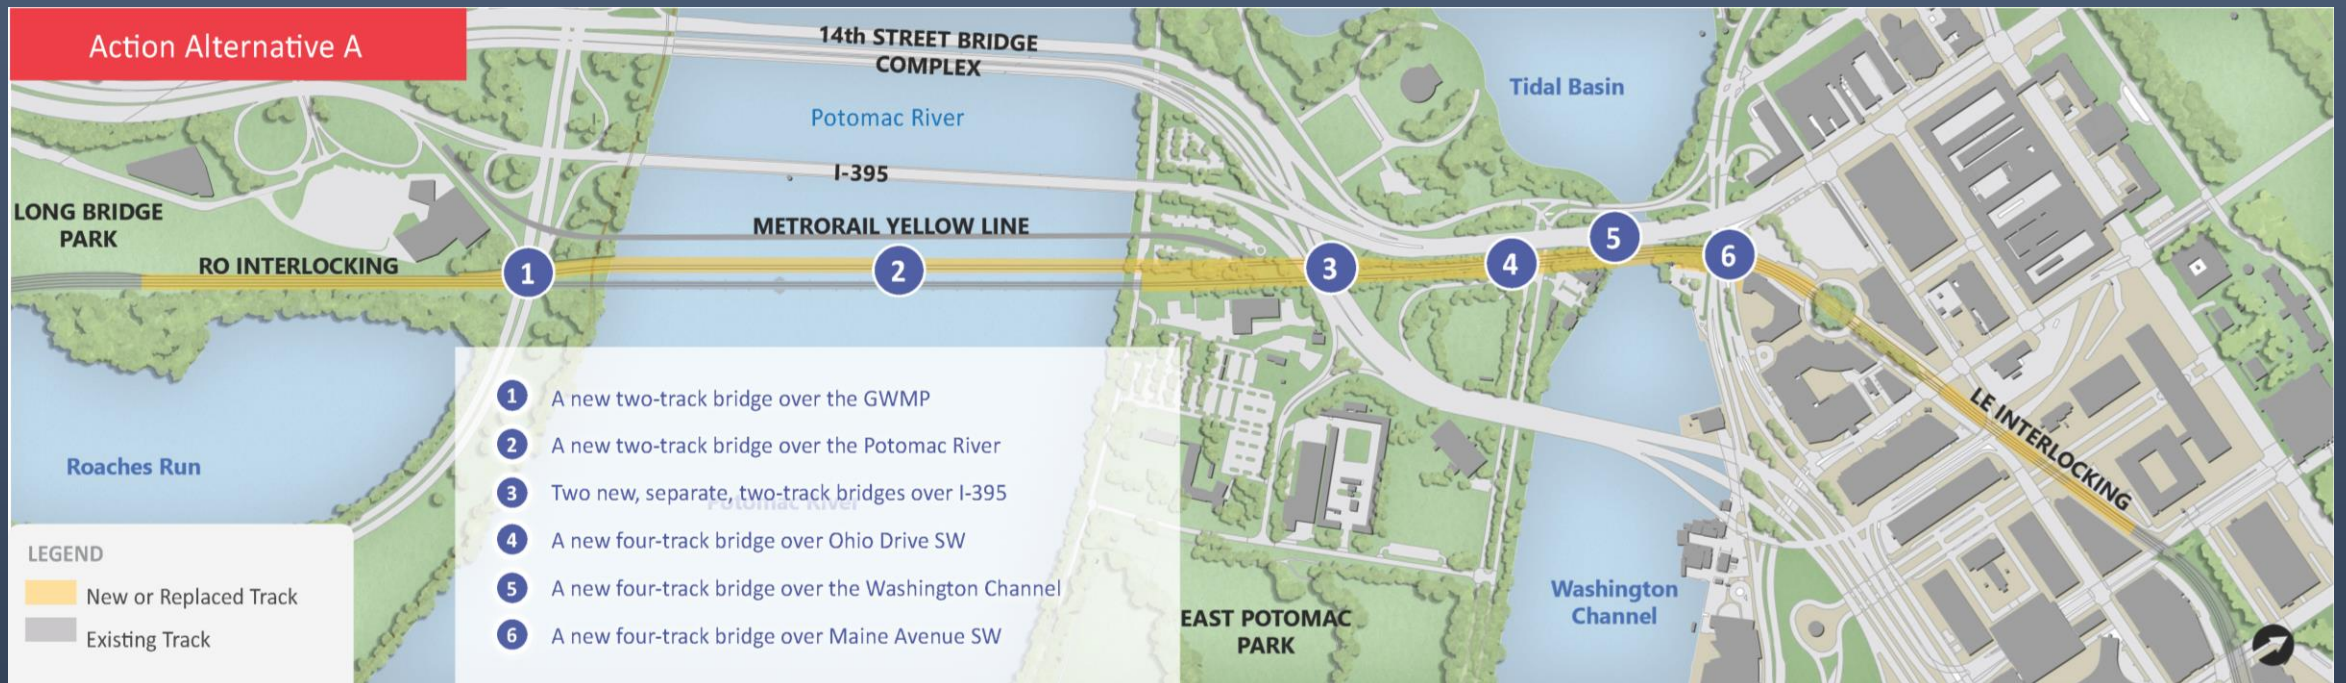 Action Alternative A
14th STREET BRIDGE
COMPLEX
Tidal Basin
Potomac River
I-395
LONG BRIDGE
PARK
METRORAIL YELLOW LINE
RO INTERLOCKING
1
2
3
4
5
6
LE INTERLOCKING
Roaches Run
1 A new two-track bridge over the GWMP
2 A new two-track bridge over the Potomac River
3 Two new, separate, two-track bridges over I-395
Potomac River
4 A new four-track bridge over Ohio Drive SW
5 A new four-track bridge over the Washington Channel
6 A new four-track bridge over Maine Avenue SW
LEGEND
New or Replaced Track
Existing Track
EAST POTOMAC
PARK
Washington
Channel